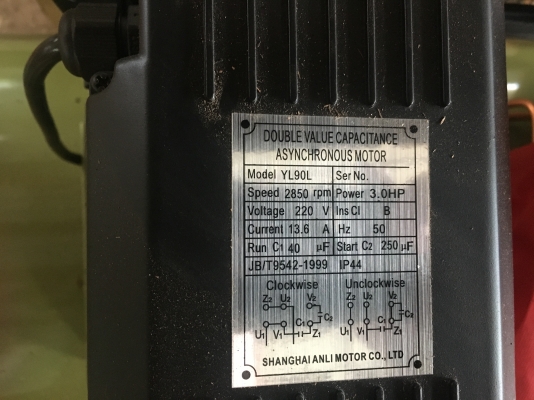 DOUBLE VALUE CAPACITANCE
ASYNCHRONOUS MOTOR
Model YL90L Ser No.
Speed 2850 rpm Power 3.0HP
Voltage 220 V Ins Cl B
Current 13.6 A Hz 50
Run C1 40 μF Start C2 250 μF
JB/T9542-1999 IP44
Clockwise Unclockwise
Z2 U2 V2 Z2 U2 V2
C2 C2
C1 C1
U1 V1 Z1 U1 V1 Z1
SHANGHAI ANLI MOTOR CO., LTD